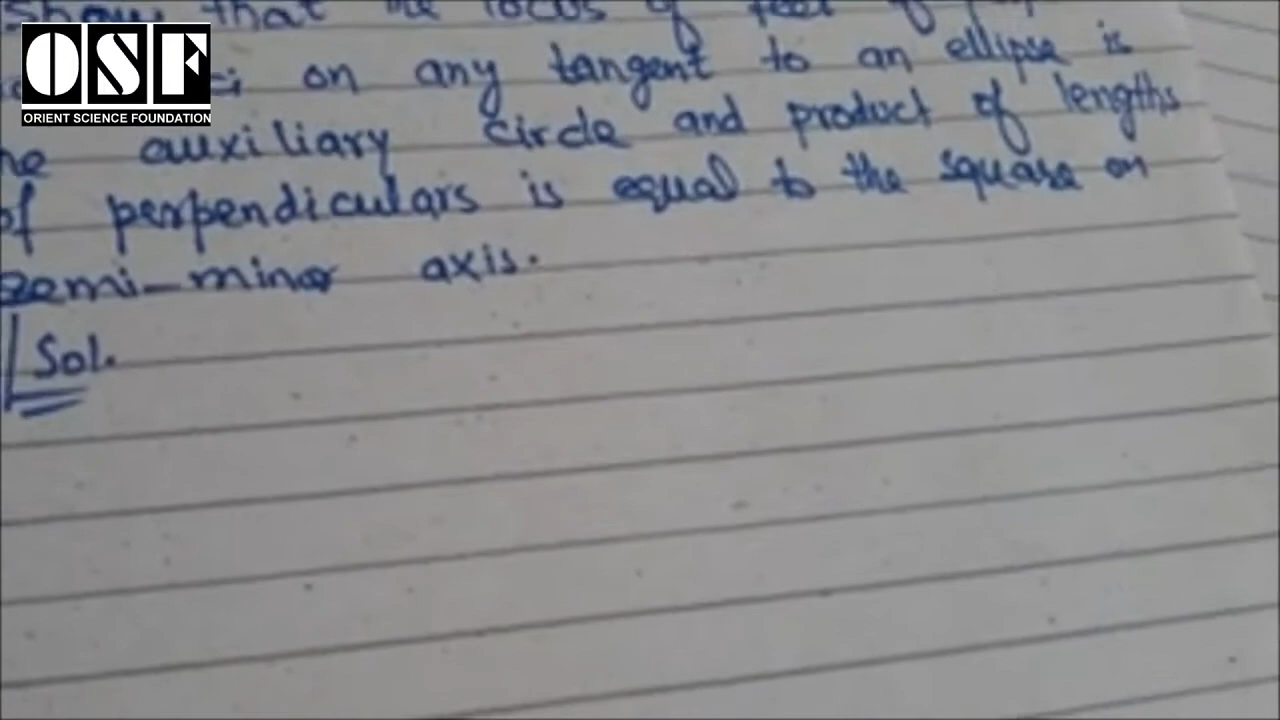 Show that the locus of feet of
OSF
ORIENT SCIENCE FOUNDATION
on any tangent to an ellipse is
auxiliary circle and product of lengths
of perpendiculars is equal to the square on
semi-minor axis.
Sol.